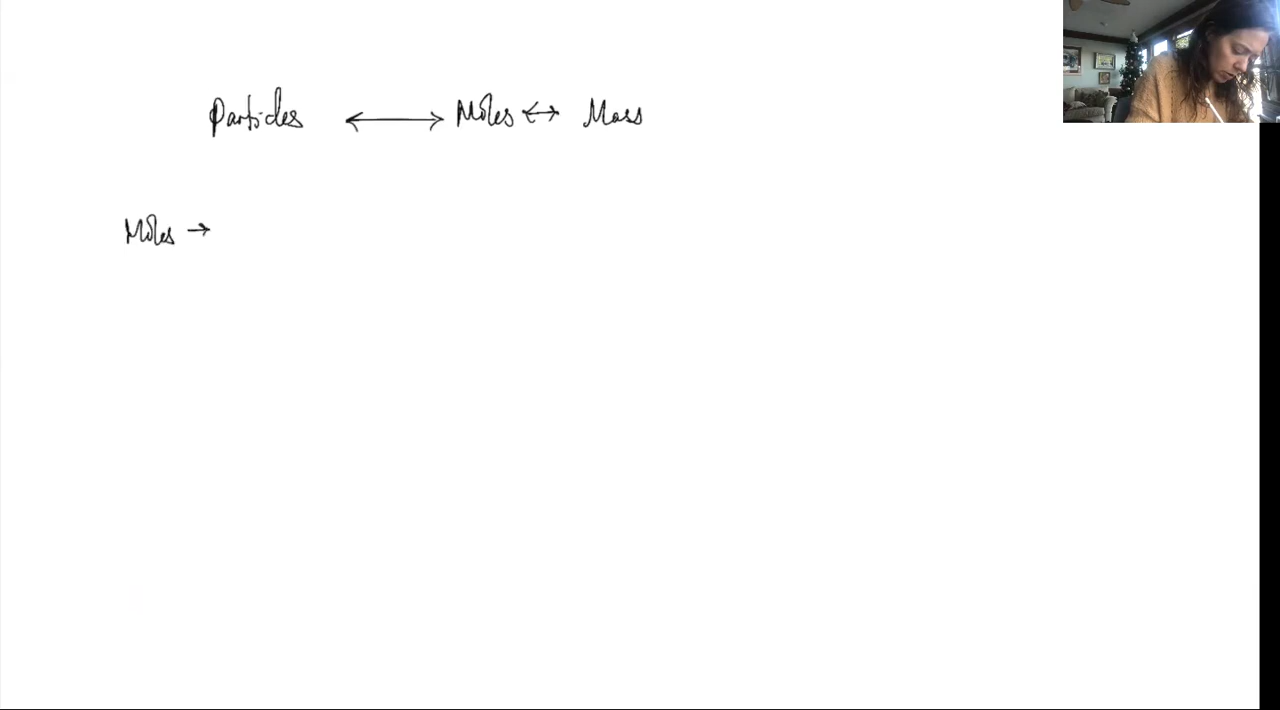 Particles ⟷ Moles ↔ Mass
Moles →